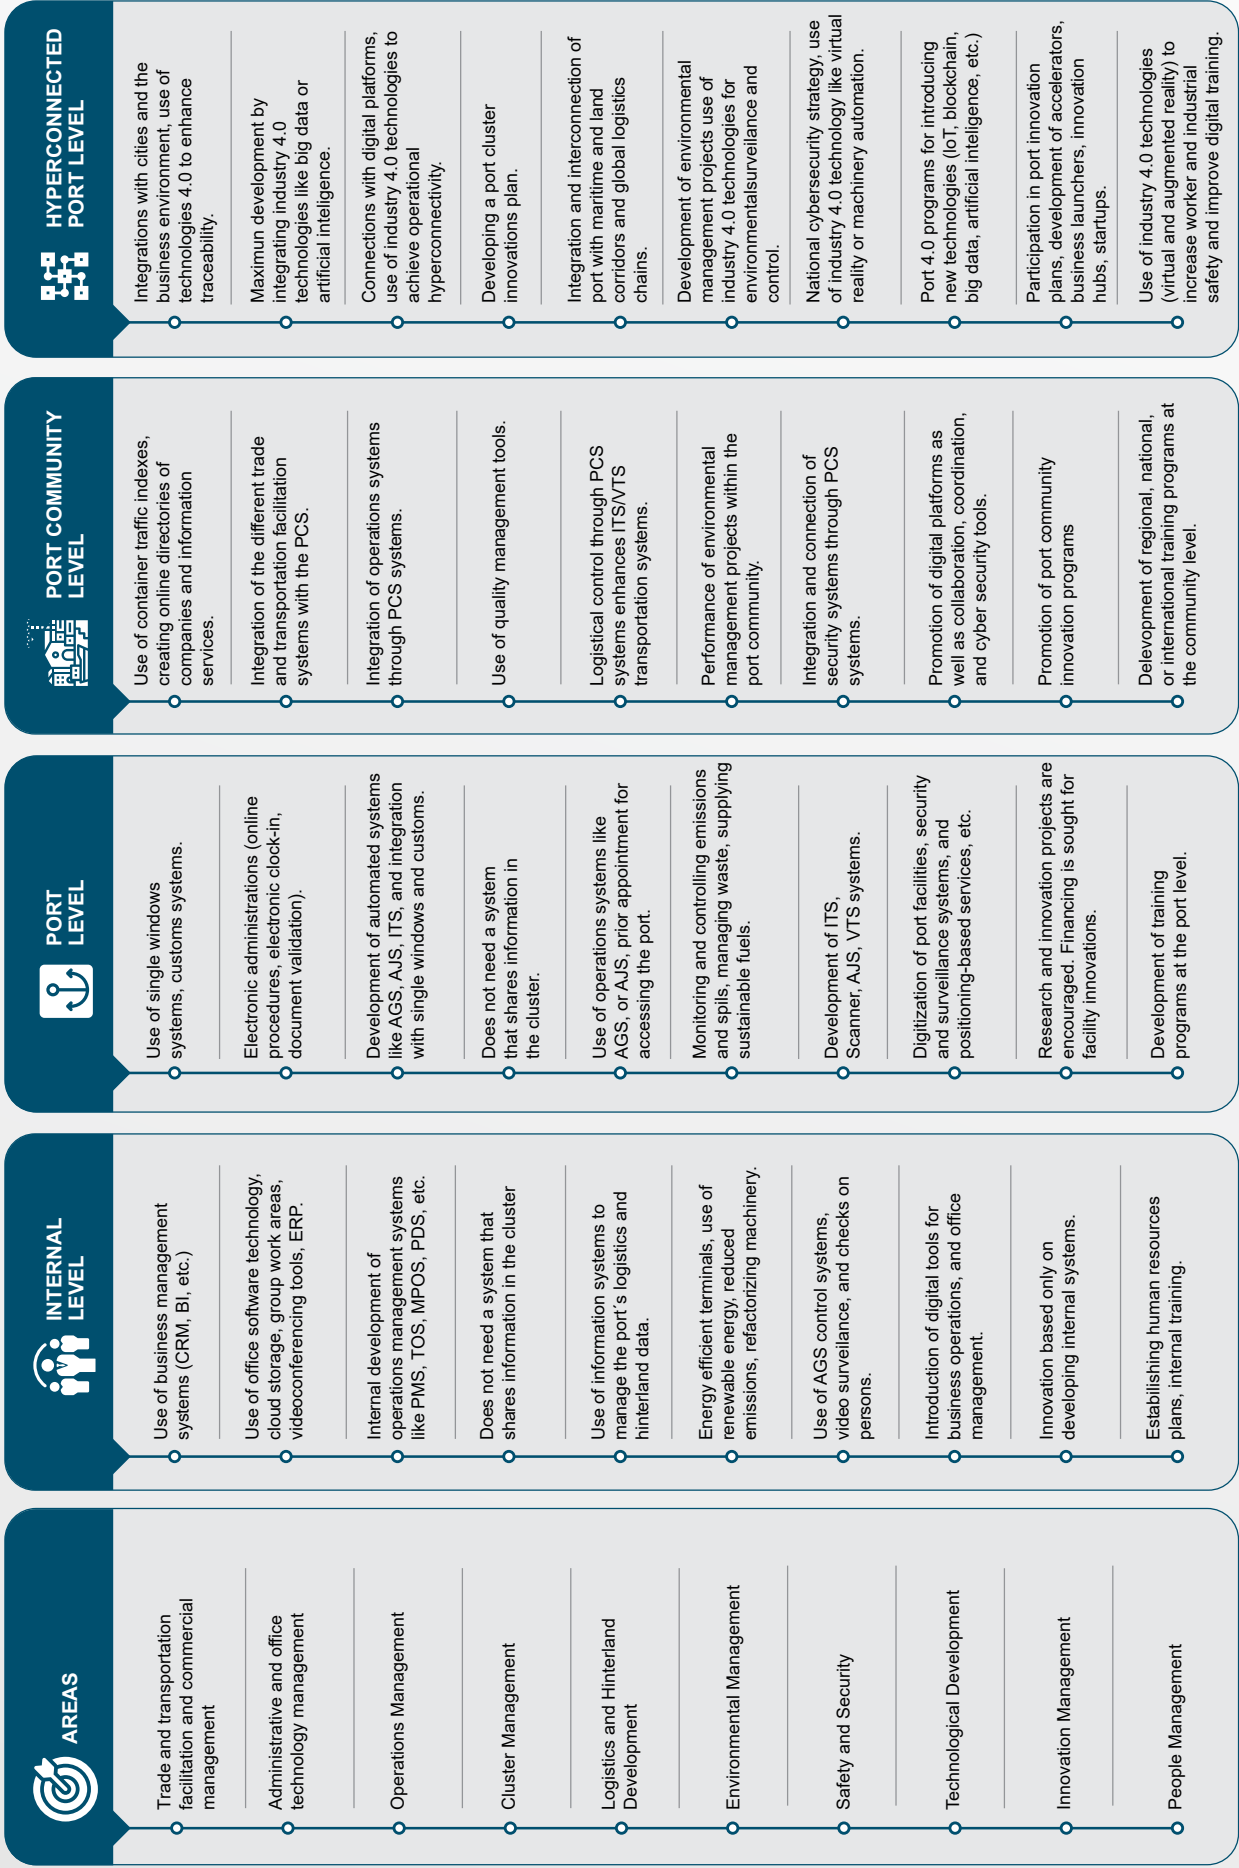 AREAS
Trade and transportation
facilitation and commercial
management
Administrative and office
technology management
Operations Management
Cluster Management
Logistics and Hinterland
Development
Environmental Management
Safety and Security
Technological Development
Innovation Management
People Management
INTERNAL
LEVEL
Use of business management
systems (CRM, BI, etc.)
Use of office software technology,
cloud storage, group work areas,
videoconferencing tools, ERP.
Internal development of
operations management systems
like PMS, TOS, MPOS, PDS, etc.
Does not need a system that
shares information in the cluster
Use of information systems to
manage the port´s logistics and
hinterland data.
Energy efficient terminals, use of
renewable energy, reduced
emissions, refactorizing machinery.
Use of AGS control systems,
video surveilance, and checks on
persons.
Introduction of digital tools for
business operations, and office
management.
Innovation based only on
developing internal systems.
Estabilishing human resources
plans, internal training.
PORT
LEVEL
Use of single windows
systems, customs systems.
Electronic administrations (online
procedures, electronic clock-in,
document validation).
Development of automated systems
like AGS, AJS, ITS, and integration
with single windows and customs.
Does not need a system
that shares information in
the cluster.
Use of operations systems like
AGS, or AJS, prior appointment for
accessing the port.
Monitoring and controlling emissions
and spils, managing waste, supplying
sustainable fuels.
Development of ITS,
Scanner, AJS, VTS systems.
Digitization of port facilities, security
and surveillance systems, and
positioning-based services, etc.
Research and innovation projects are
encouraged. Financing is sought for
facility innovations.
Development of training
programs at the port level.
PORT COMMUNITY
LEVEL
Use of container traffic indexes,
creating online directories of
companies and information
services.
Integration of the different trade
and transportation facilitation
systems with the PCS.
Integration of operations systems
through PCS systems.
Use of quality management tools.
Logistical control through PCS
systems enhances ITS/VTS
transportation systems.
Performance of environmental
management projects within the
port community.
Integration and connection of
security systems through PCS
systems.
Promotion of digital platforms as
well as collaboration, coordination,
and cyber security tools.
Promotion of port community
innovation programs
Delevopment of regional, national,
or international training programs at
the community level.
HYPERCONNECTED
PORT LEVEL
Integrations with cities and the
business environment, use of
technologies 4.0 to enhance
traceability.
Maximun development by
integrating industry 4.0
technologies like big data or
artificial inteligence.
Connections with digital platforms,
use of industry 4.0 technologies to
achieve operational
hyperconnectivity.
Developing a port cluster
innovations plan.
Integration and interconnection of
port with maritime and land
corridors and global logistics
chains.
Development of environmental
management projects use of
industry 4.0 technologies for
environmentalsurveilance and
control.
National cybersecurity strategy, use
of industry 4.0 technology like virtual
reality or machinery automation.
Port 4.0 programs for introducing
new technologies (IoT, blockchain,
big data, artificial inteligence, etc.)
Participation in port innovation
plans, development of accelerators,
business launchers, innovation
hubs, startups.
Use of industry 4.0 technologies
(virtual and augmented reality) to
increase worker and industrial
safety and improve digital training.